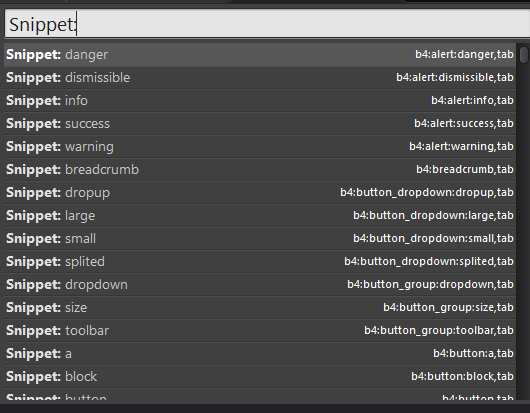 Snippet:
Snippet: danger b4:alert:danger,tab
Snippet: dismissible b4:alert:dismissible,tab
Snippet: info b4:alert:info,tab
Snippet: success b4:alert:success,tab
Snippet: warning b4:alert:warning,tab
Snippet: breadcrumb b4:breadcrumb,tab
Snippet: dropup b4:button_dropdown:dropup,tab
Snippet: large b4:button_dropdown:large,tab
Snippet: small b4:button_dropdown:small,tab
Snippet: splited b4:button_dropdown:splited,tab
Snippet: dropdown b4:button_group:dropdown,tab
Snippet: size b4:button_group:size,tab
Snippet: toolbar b4:button_group:toolbar,tab
Snippet: a b4:button:a,tab
Snippet: block b4:button:block,tab
Snippet: button button,tab